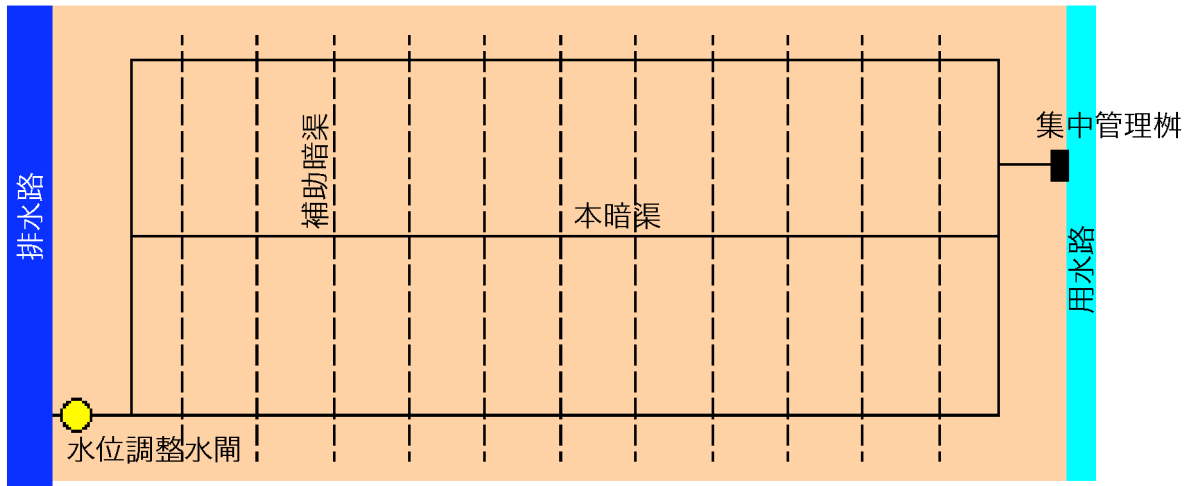 集中管理桝
補助暗渠
本暗渠
排水路
用水路
水位調整水閘